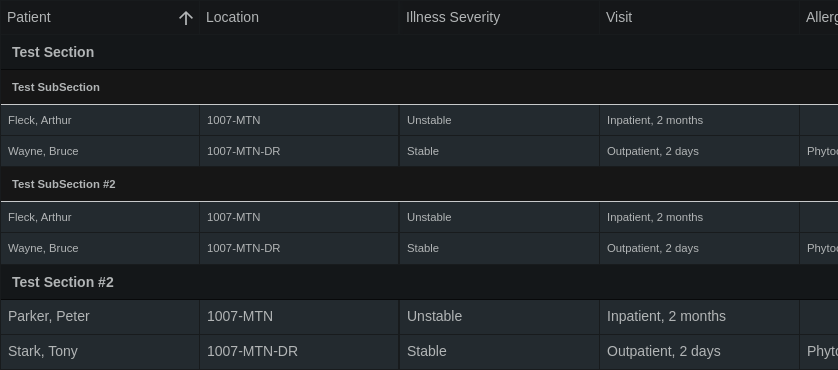 Patient Location Illness Severity Visit Allerg
Test Section
Test SubSection
Fleck, Arthur 1007-MTN Unstable Inpatient, 2 months
Wayne, Bruce 1007-MTN-DR Stable Outpatient, 2 days Phytoc
Test SubSection #2
Fleck, Arthur 1007-MTN Unstable Inpatient, 2 months
Wayne, Bruce 1007-MTN-DR Stable Outpatient, 2 days Phytoc
Test Section #2
Parker, Peter 1007-MTN Unstable Inpatient, 2 months
Stark, Tony 1007-MTN-DR Stable Outpatient, 2 days Phyto